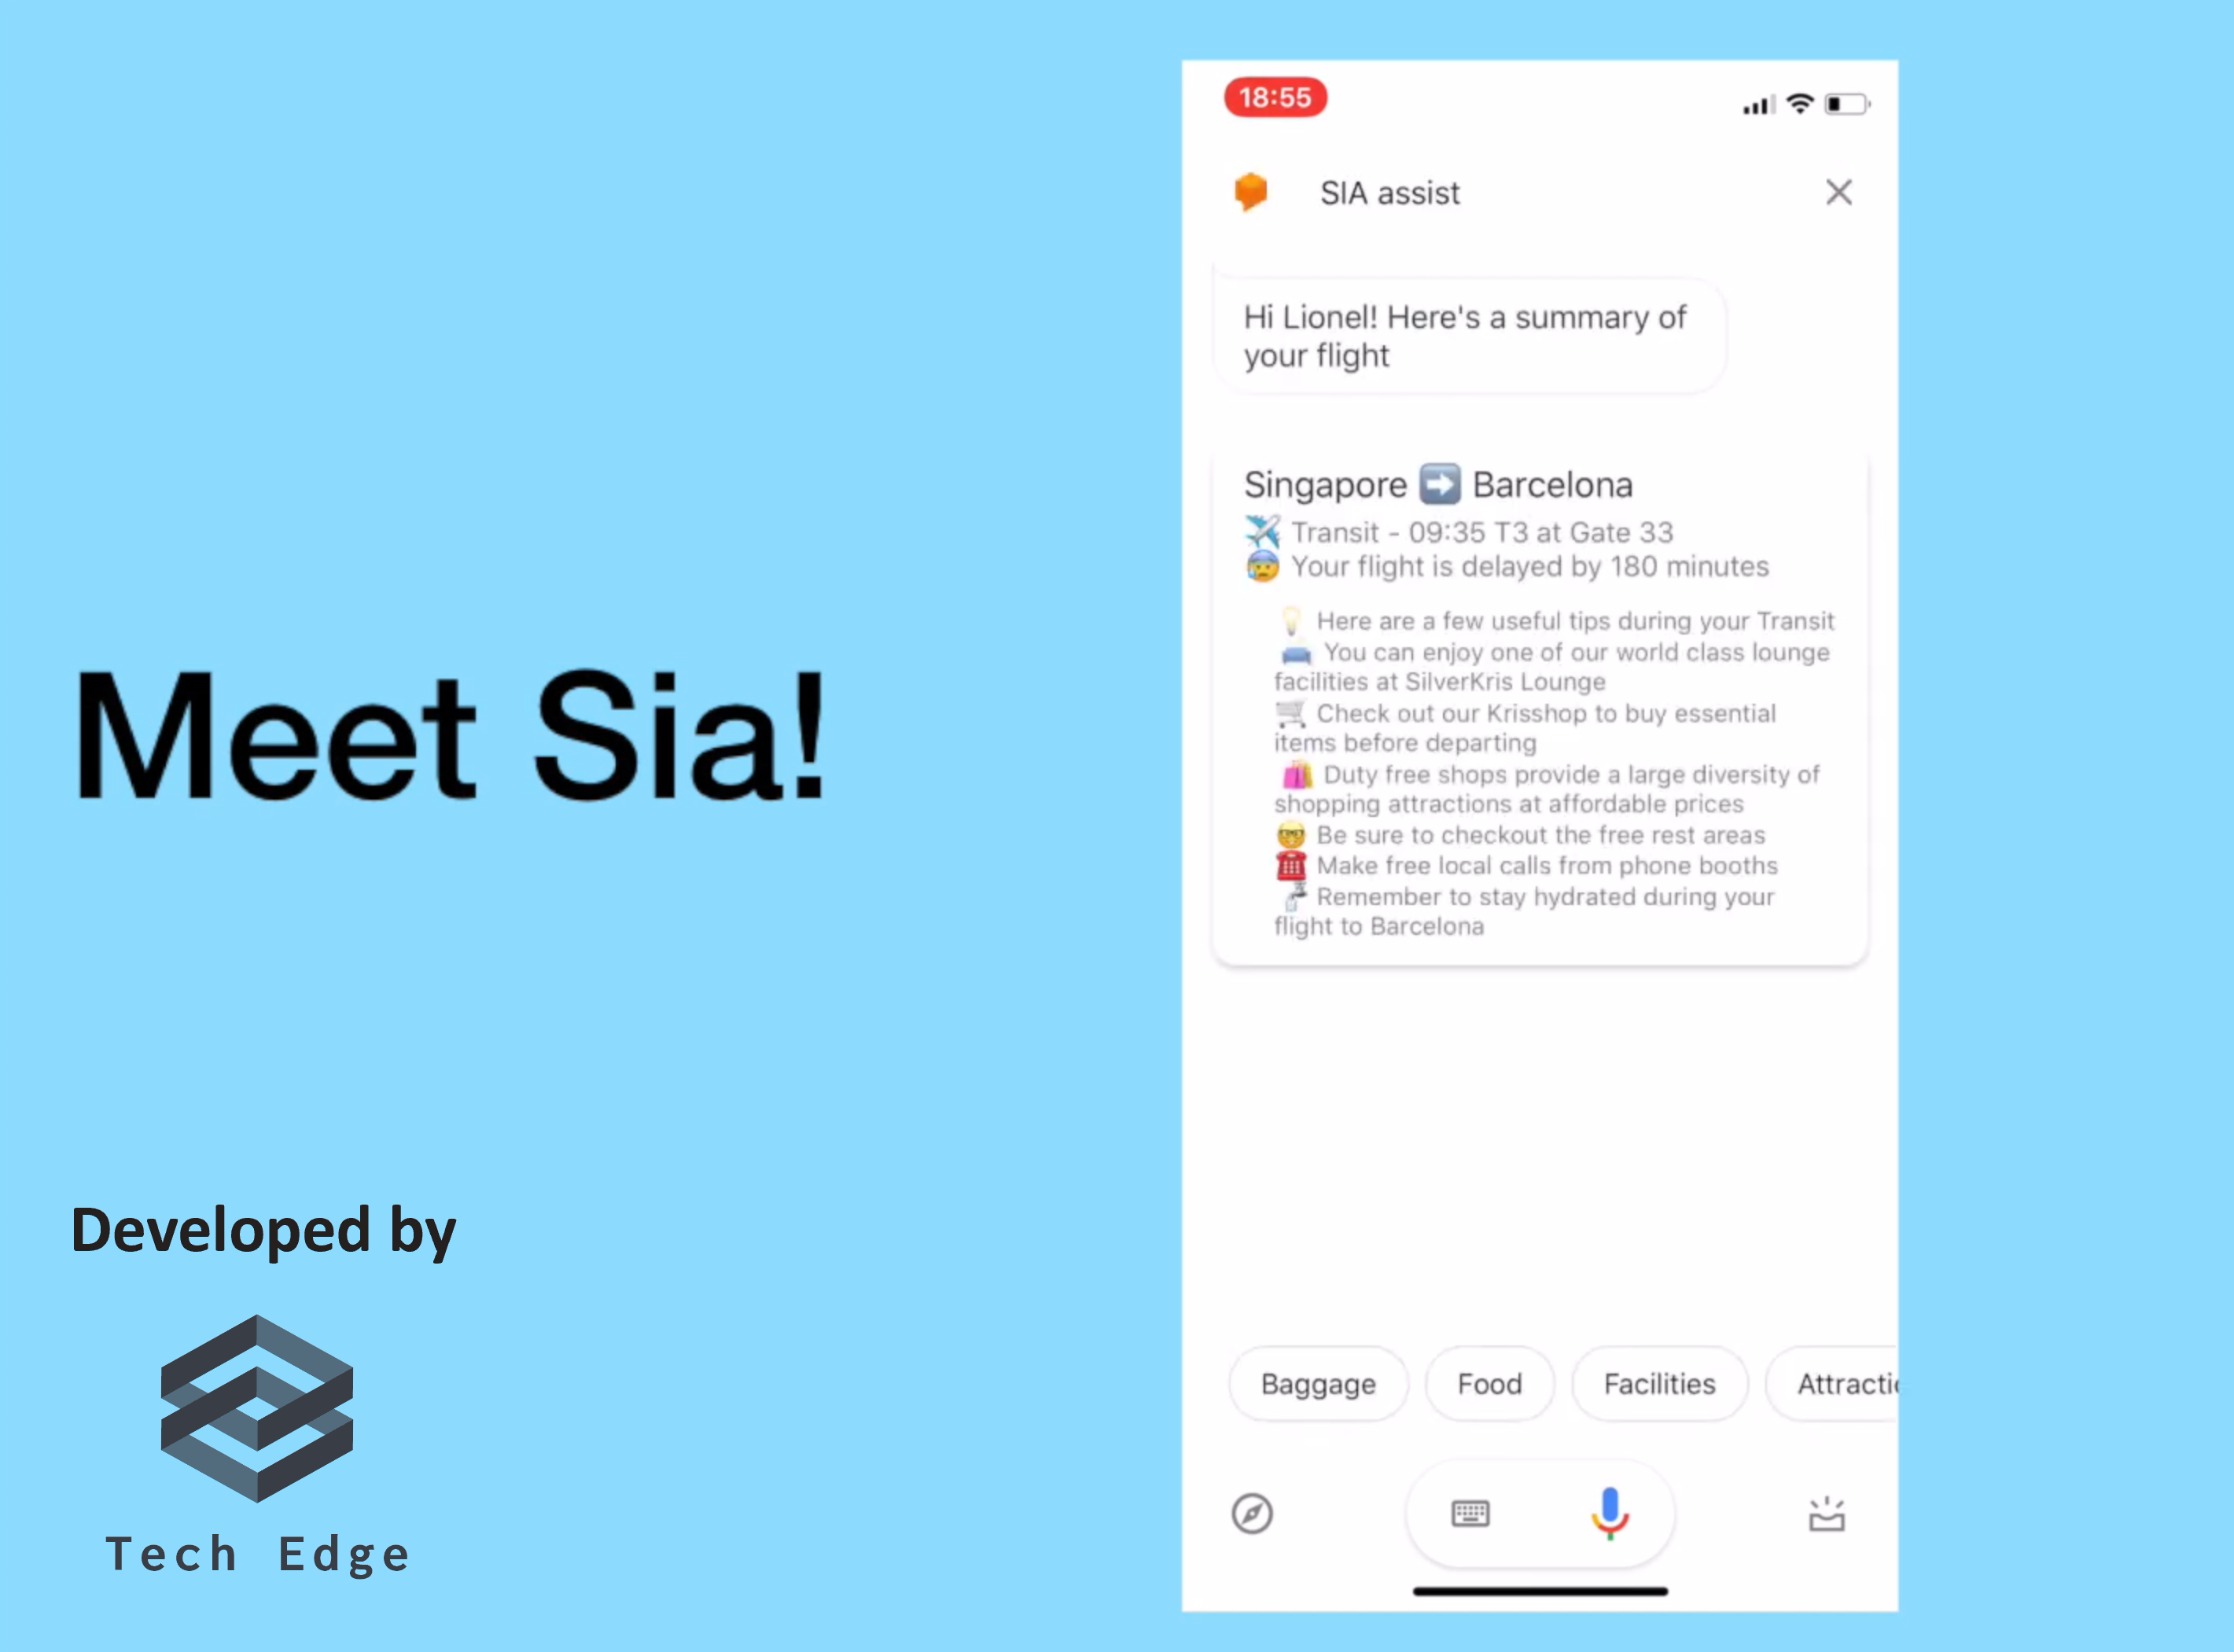 Meet Sia!
Developed by
Tech Edge
18:55
SIA assist
Hi Lionel! Here's a summary of
your flight
Singapore ➡️ Barcelona
✈️ Transit - 09:35 T3 at Gate 33
😰 Your flight is delayed by 180 minutes
💡 Here are a few useful tips during your Transit
🛋️ You can enjoy one of our world class lounge
facilities at SilverKris Lounge
🛒 Check out our Krisshop to buy essential
items before departing
🛍️ Duty free shops provide a large diversity of
shopping attractions at affordable prices
🤓 Be sure to checkout the free rest areas
☎️ Make free local calls from phone booths
🚰 Remember to stay hydrated during your
flight to Barcelona
Baggage
Food
Facilities
Attractic